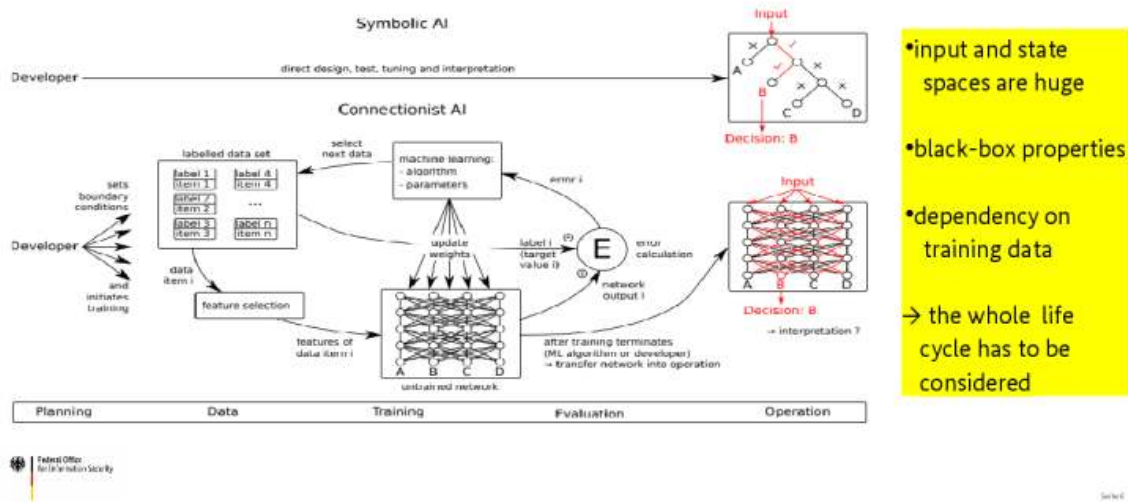 Symbolic AI
Developer
direct design, test, tuning and interpretation
Input
A
B
C
D
Decision: B
Connectionist AI
Developer
sets
boundary
conditions
and
initiates
training
labelled data set
label 1
item 1
label 4
item 4
label 2
item 2
...
label 3
item 3
label n
item n
select
next data
machine learning:
- algorithm
- parameters
error i
update
weights
label i
(target
value i)
E
error
calculation
network
output i
data
item i
feature selection
features of
data item i
A B C D
untrained network
after training terminates
(ML algorithm or developer)
→ transfer network into operation
Input
A B C D
Decision: B
→ interpretation ?
Planning Data Training Evaluation Operation
•input and state
spaces are huge
•black-box properties
•dependency on
training data
→ the whole life
cycle has to be
considered
Federal Office
for Information Security
Seite 6